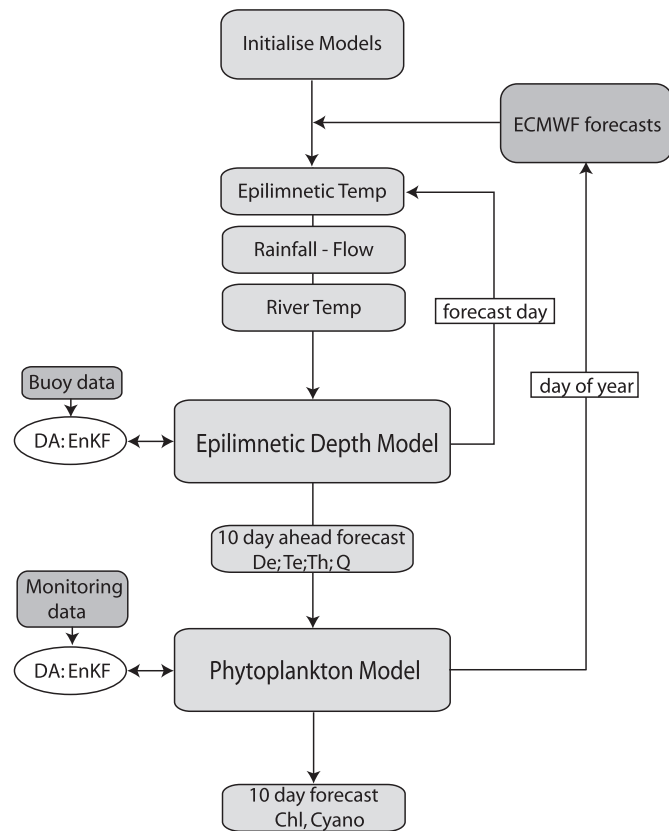 Initialise Models
ECMWF forecasts
Epilimnetic Temp
Rainfall - Flow
River Temp
forecast day
day of year
Buoy data
DA: EnKF
Epilimnetic Depth Model
10 day ahead forecast
De; Te;Th; Q
Monitoring
data
DA: EnKF
Phytoplankton Model
10 day forecast
Chl, Cyano